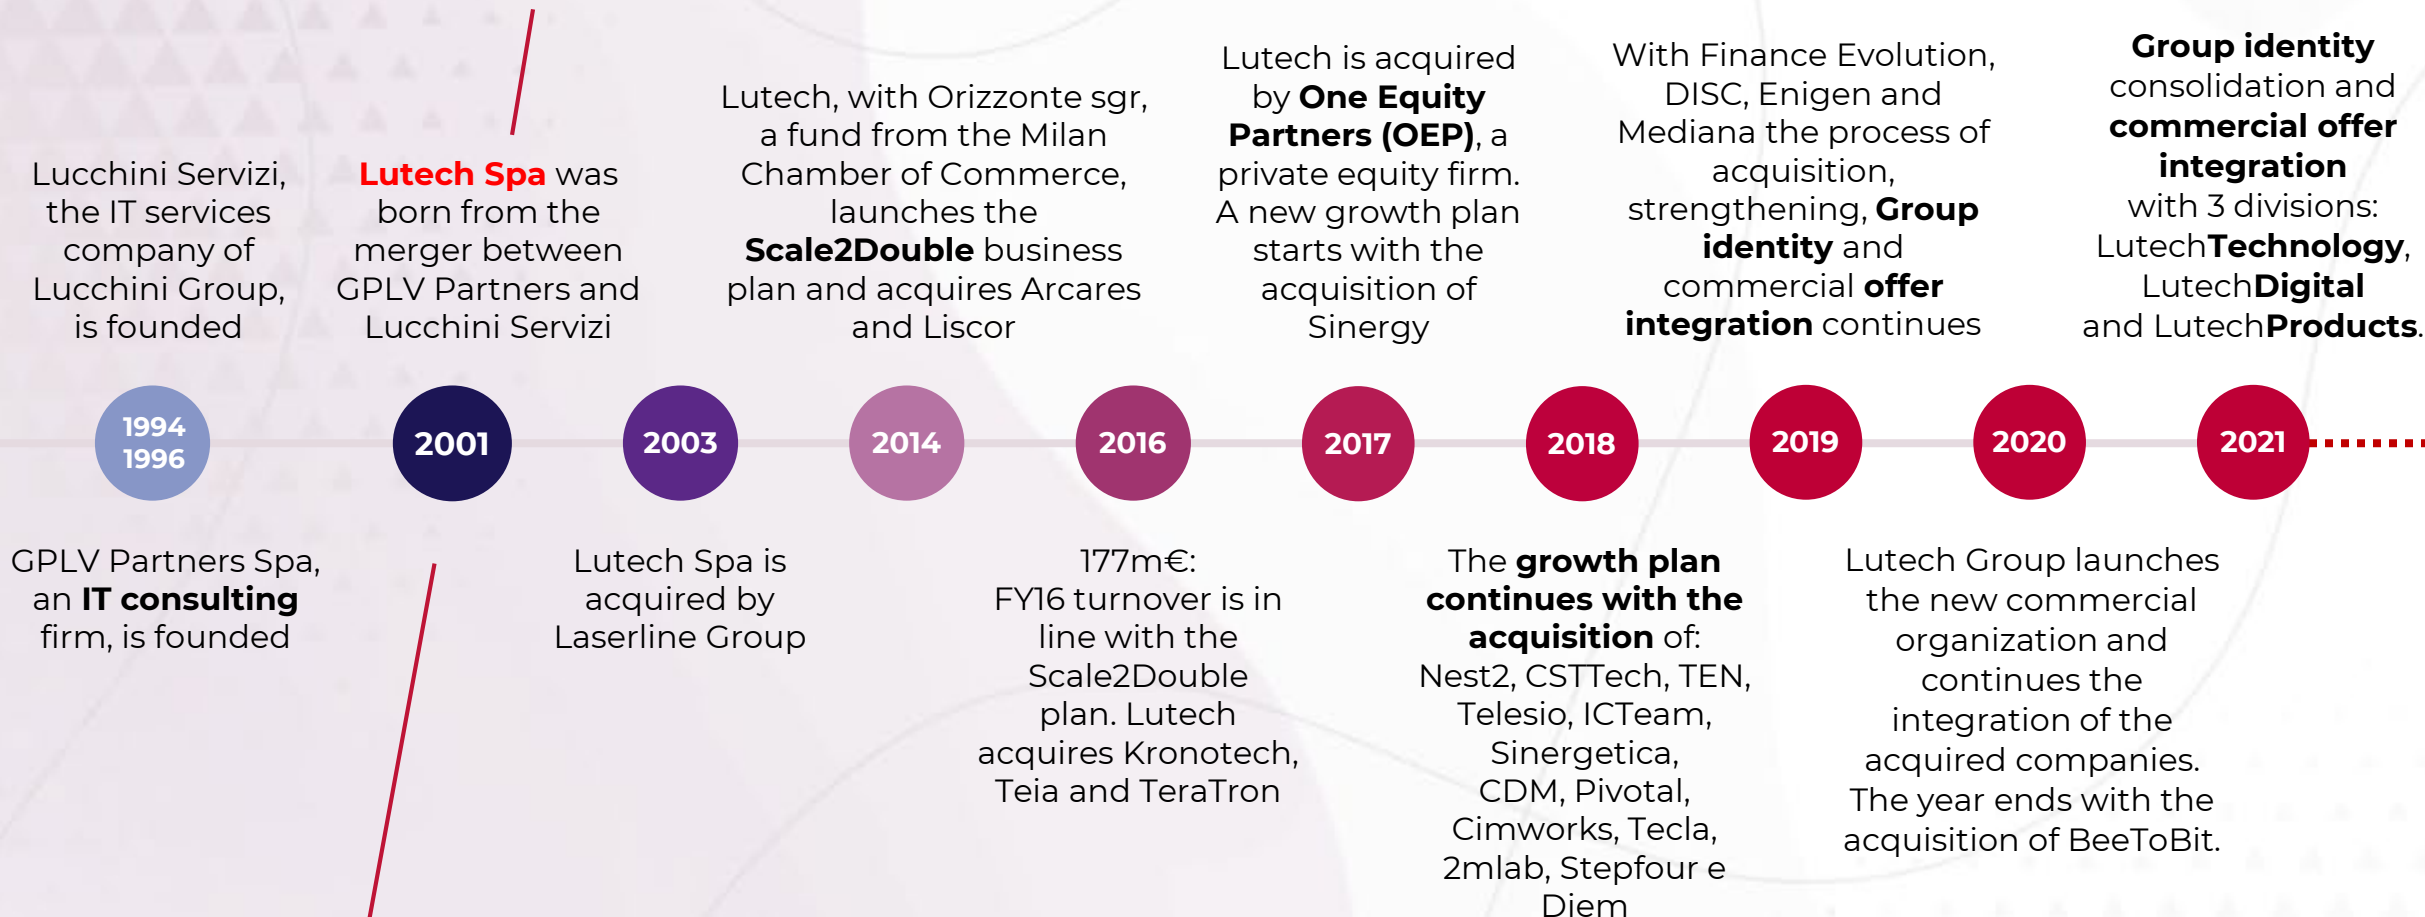 Lucchini Servizi,
the IT services
company of
Lucchini Group,
is founded
Lutech Spa was
born from the
merger between
GPLV Partners and
Lucchini Servizi
Lutech, with Orizzonte sgr,
a fund from the Milan
Chamber of Commerce,
launches the
Scale2Double business
plan and acquires Arcares
and Liscor
Lutech is acquired
by One Equity
Partners (OEP), a
private equity firm.
A new growth plan
starts with the
acquisition of
Sinergy
With Finance Evolution,
DISC, Enigen and
Mediana the process of
acquisition,
strengthening, Group
identity and
commercial offer
integration continues
Group identity
consolidation and
commercial offer
integration
with 3 divisions:
LutechTechnology,
LutechDigital
and LutechProducts.
1994
1996
2001
2003
2014
2016
2017
2018
2019
2020
2021
GPLV Partners Spa,
an IT consulting
firm, is founded
Lutech Spa is
acquired by
Laserline Group
177m€:
FY16 turnover is in
line with the
Scale2Double
plan. Lutech
acquires Kronotech,
Teia and TeraTron
The growth plan
continues with the
acquisition of:
Nest2, CSTTech, TEN,
Telesio, ICTeam,
Sinergetica,
CDM, Pivotal,
Cimworks, Tecla,
2mlab, Stepfour e
Diem
Lutech Group launches
the new commercial
organization and
continues the
integration of the
acquired companies.
The year ends with the
acquisition of BeeToBit.